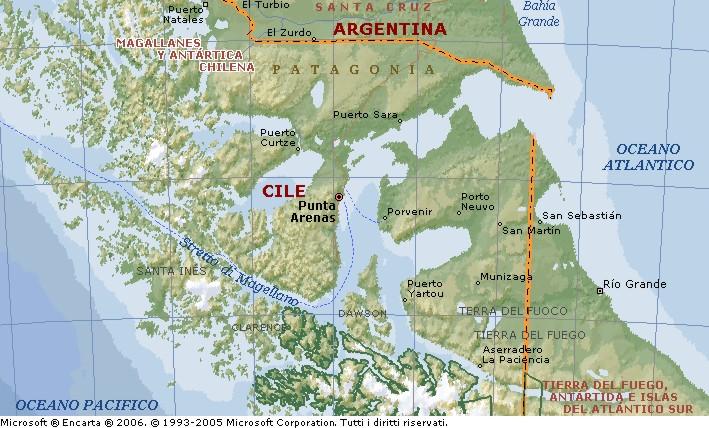 Puerto
Natales
El Turbio
SANTA CRUZ
Bahía
Grande
El Zurdo
ARGENTINA
MAGALLANES
Y ANTÁRTICA
CHILENA
PATAGONIA
Puerto Sara
Puerto
Curtze
OCEANO
ATLANTICO
CILE
Punta
Arenas
Porvenir
Porto
Neuvo
San Sebastián
San Martín
Stretto di Magellano
SANTA INÉS
Puerto
Yartou
Munizaga
Río Grande
DAWSON
TIERRA DEL FUOCO
CLARENCE
TIERRA DEL FUEGO
Aserradero
La Paciencia
TIERRA DEL FUEGO,
ANTARTIDA E ISLAS
DEL ATLANTICO SUR
OCEANO PACIFICO
Microsoft ® Encarta ® 2006. © 1993-2005 Microsoft Corporation. Tutti i diritti riservati.